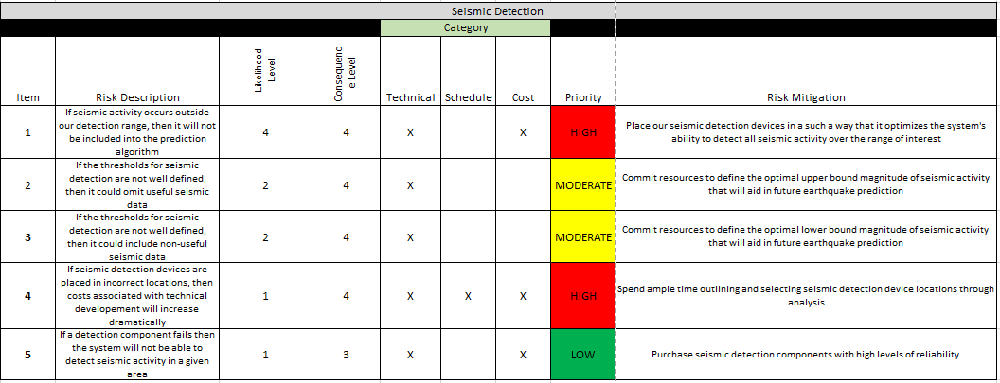 Seismic Detection
Category
Item
Risk Description
Likelihood
Level
Consequenc
e Level
Technical
Schedule
Cost
Priority
Risk Mitigation
1
If seismic activity occurs outside
our detection range, then it will not
be included into the prediction
algorithm
4
4
X
X
HIGH
Place our seismic detection devices in a such a way that it optimizes the system's
ability to detect all seismic activity over the range of interest
2
If the thresholds for seismic
detection are not well defined,
then it could omit useful seismic
data
2
4
X
MODERATE
Commit resources to define the optimal upper bound magnitude of seismic activity
that will aid in future earthquake prediction
3
If the thresholds for seismic
detection are not well defined,
then it could include non-useful
seismic data
2
4
X
MODERATE
Commit resources to define the optimal lower bound magnitude of seismic activity
that will aid in future earthquake prediction
4
If seismic detection devices are
placed in incorrect locations, then
costs associated with technical
developement will increase
dramatically
1
4
X
X
X
HIGH
Spend ample time outlining and selecting seismic detection device locations through
analysis
5
If a detection component fails then
the system will not be able to
detect seismic activity in a given
area
1
3
X
X
LOW
Purchase seismic detection components with high levels of reliability